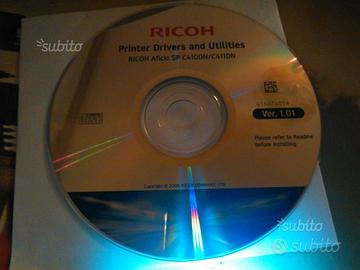 subito
RICOH
Printer Drivers and Utilities
RICOH Aficio SP C410DN/C411DN
Ver. 1.01
Please refer to Readme
before installing
subito
subito